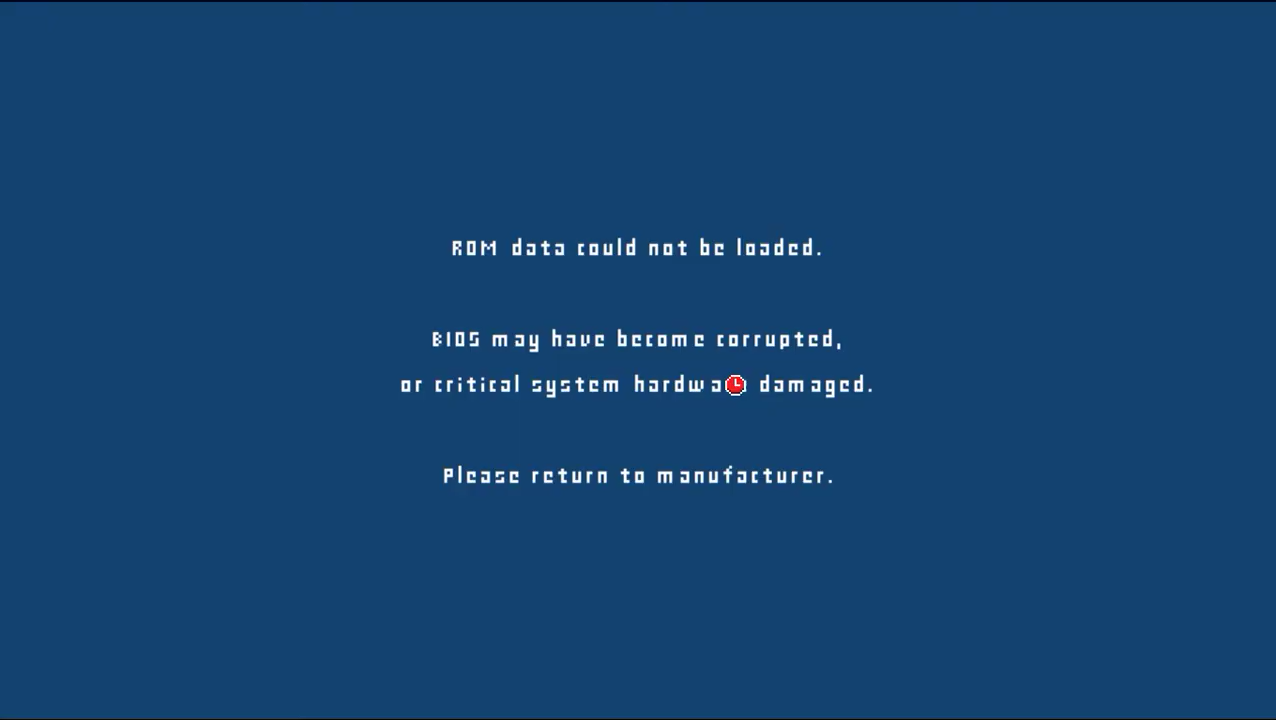 ROM data could not be loaded.
BIOS may have become corrupted,
or critical system damaged.
Please return to manufacturer.